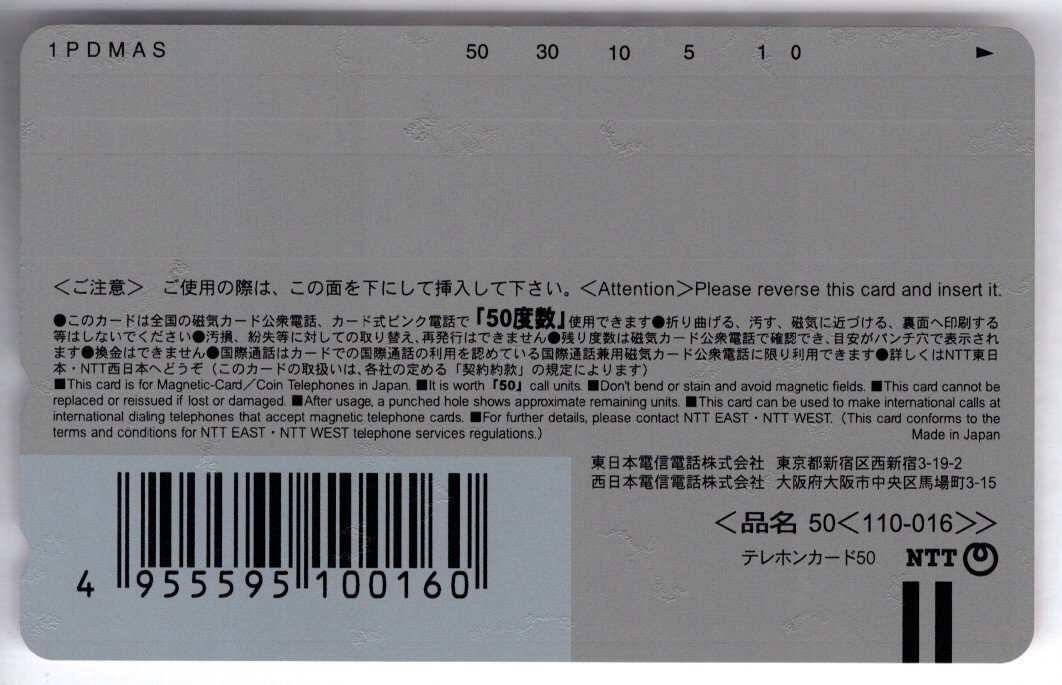 1PDMAS 50 30 10 5 1 0 ►
＜ご注意＞ ご使用の際は、この面を下にして挿入して下さい。＜Attention＞Please reverse this card and insert it.
●このカードは全国の磁気カード公衆電話、カード式ピンク電話で「50度数」使用できます●折り曲げる、汚す、磁気に近づける、裏面へ印刷する
等はしないでください●汚損、紛失等に対しての取り替え、再発行はできません●残り度数は磁気カード公衆電話で確認でき、目安がパンチ穴で表示され
ます●換金はできません●国際通話はカードでの国際通話の利用を認めている国際通話兼用磁気カード公衆電話に限り利用できます●詳しくはNTT東日
本・NTT西日本へどうぞ（このカードの取扱いは、各社の定める「契約約款」の規定によります）
■This card is for Magnetic-Card／Coin Telephones in Japan. ■It is worth「50」call units. ■Don't bend or stain and avoid magnetic fields. ■This card cannot be
replaced or reissued if lost or damaged. ■After usage, a punched hole shows approximate remaining units. ■This card can be used to make international calls at
international dialing telephones that accept magnetic telephone cards. ■For further details, please contact NTT EAST・NTT WEST.（This card conforms to the
terms and conditions for NTT EAST・NTT WEST telephone services regulations.） Made in Japan
東日本電信電話株式会社 東京都新宿区西新宿3-19-2
西日本電信電話株式会社 大阪府大阪市中央区馬場町3-15
＜品名 50＜110-016＞＞
テレホンカード50 NTT
4 955595 100160